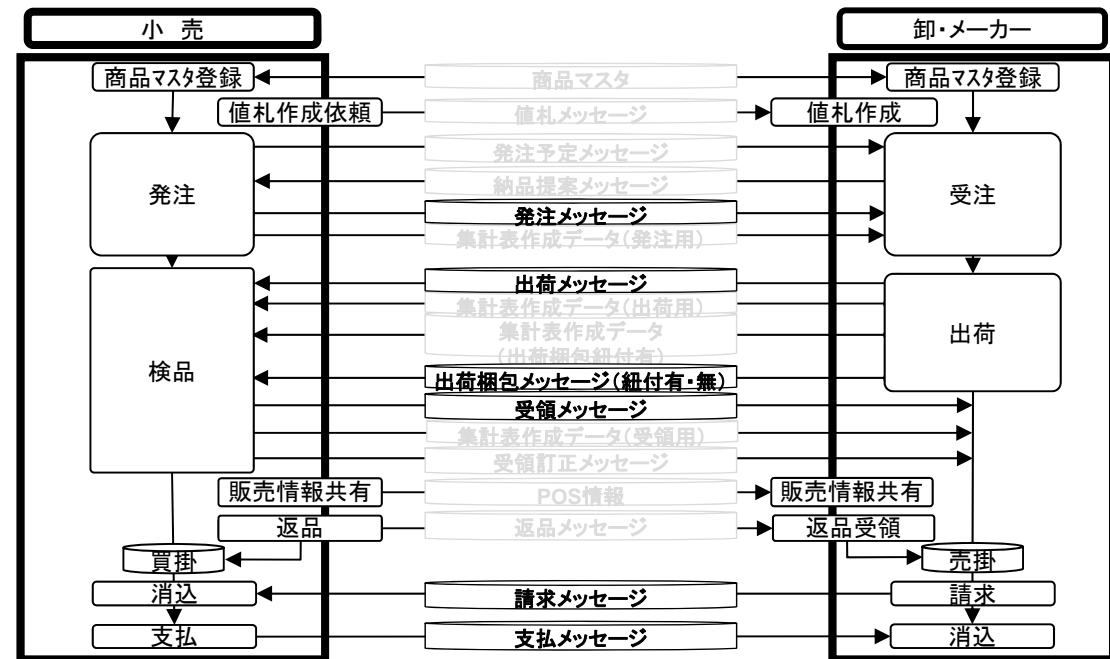 小 売
卸・メーカー
商品マスタ登録
商品マスタ
商品マスタ登録
値札作成依頼
値札メッセージ
値札作成
発注予定メッセージ
納品提案メッセージ
発注
受注
発注メッセージ
集計表作成データ(発注用)
出荷メッセージ
集計表作成データ(出荷用)
集計表作成データ
(出荷梱包紐付有)
出荷
検品
出荷梱包メッセージ(紐付有・無)
受領メッセージ
集計表作成データ(受領用)
受領訂正メッセージ
販売情報共有
POS情報
販売情報共有
返品
返品メッセージ
返品受領
買掛
売掛
消込
請求メッセージ
請求
支払
支払メッセージ
消込